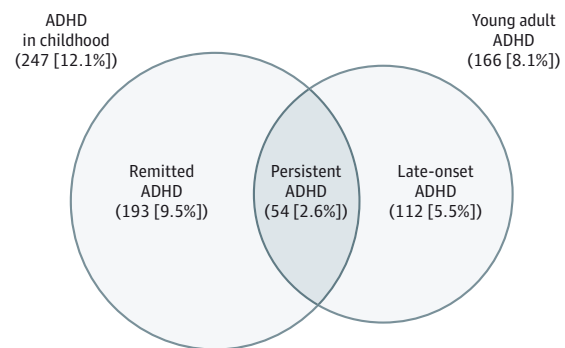 ADHD
in childhood
(247 [12.1%])
Young adult
ADHD
(166 [8.1%])
Remitted
ADHD
(193 [9.5%])
Persistent
ADHD
(54 [2.6%])
Late-onset
ADHD
(112 [5.5%])